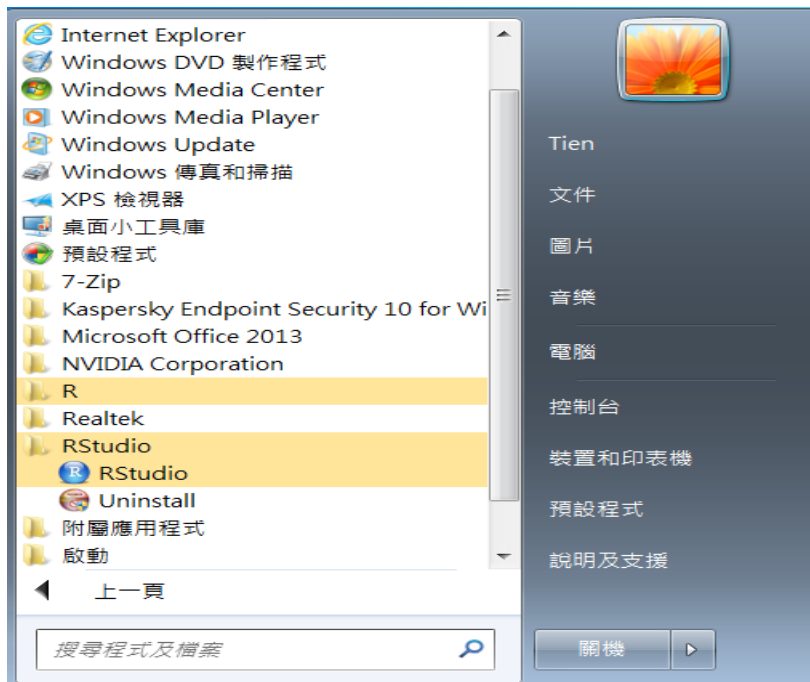 Internet Explorer
Windows DVD 製作程式
Windows Media Center
Windows Media Player
Windows Update
Windows 傳真和掃描
XPS 檢視器
桌面小工具庫
預設程式
7-Zip
Kaspersky Endpoint Security 10 for Wi
Microsoft Office 2013
NVIDIA Corporation
R
Realtek
RStudio
RStudio
Uninstall
附屬應用程式
啟動
上一頁
搜尋程式及檔案
Tien
文件
圖片
音樂
電腦
控制台
裝置和印表機
預設程式
說明及支援
關機